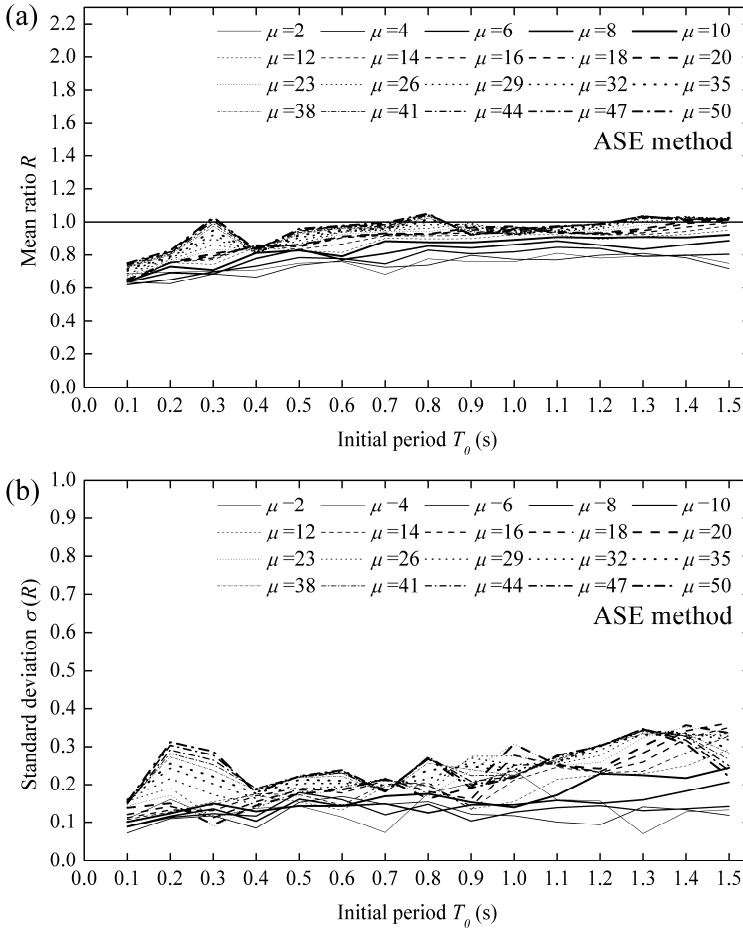 (a)
2.2
2.0
1.8
1.6
1.4
1.2
1.0
0.8
0.6
0.4
0.2
0.0
Mean ratio R
μ=2 μ=4 μ=6 μ=8 μ=10
μ=12 μ=14 μ=16 μ=18 μ=20
μ=23 μ=26 μ=29 μ=32 μ=35
μ=38 μ=41 μ=44 μ=47 μ=50
ASE method
0.0 0.1 0.2 0.3 0.4 0.5 0.6 0.7 0.8 0.9 1.0 1.1 1.2 1.3 1.4 1.5
Initial period T0 (s)
(b)
1.0
0.9
0.8
0.7
0.6
0.5
0.4
0.3
0.2
0.1
0.0
Standard deviation σ(R)
μ=2 μ=4 μ=6 μ=8 μ=10
μ=12 μ=14 μ=16 μ=18 μ=20
μ=23 μ=26 μ=29 μ=32 μ=35
μ=38 μ=41 μ=44 μ=47 μ=50
ASE method
0.0 0.1 0.2 0.3 0.4 0.5 0.6 0.7 0.8 0.9 1.0 1.1 1.2 1.3 1.4 1.5
Initial period T0 (s)